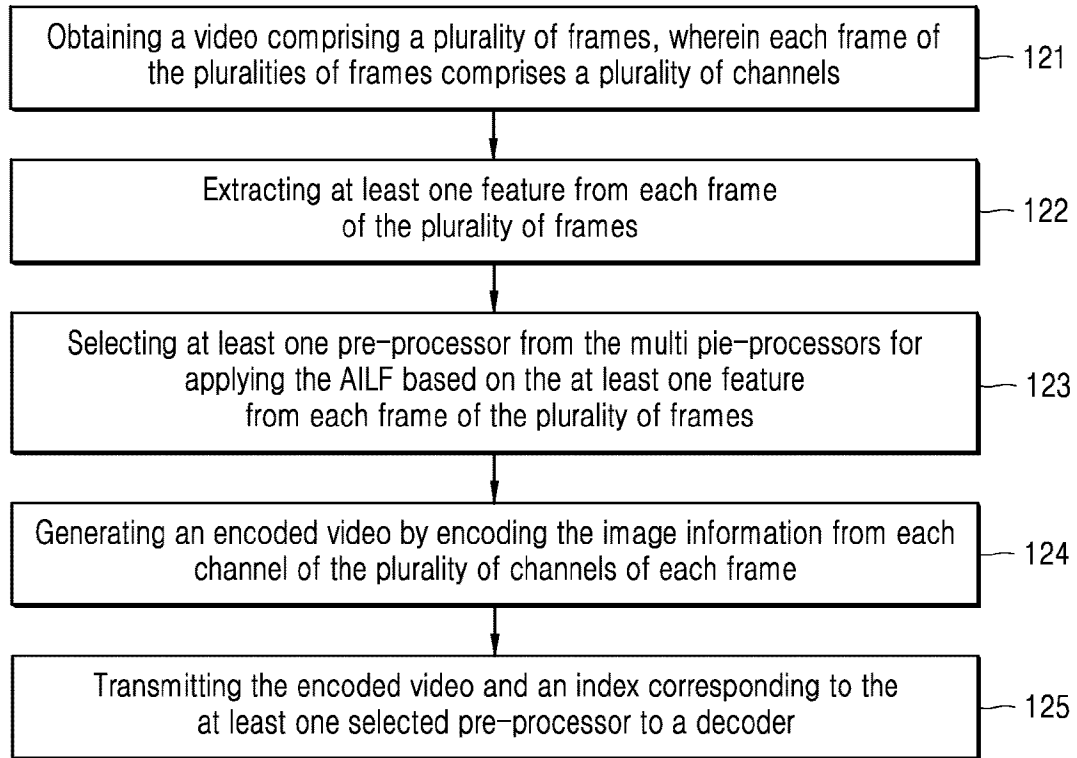 Obtaining a video comprising a plurality of frames, wherein each frame of
the pluralities of frames comprises a plurality of channels
121
Extracting at least one feature from each frame
of the plurality of frames
122
Selecting at least one pre-processor from the multi pie-processors for
applying the AILF based on the at least one feature
from each frame of the plurality of frames
123
Generating an encoded video by encoding the image information from each
channel of the plurality of channels of each frame
124
Transmitting the encoded video and an index corresponding to the
at least one selected pre-processor to a decoder
125